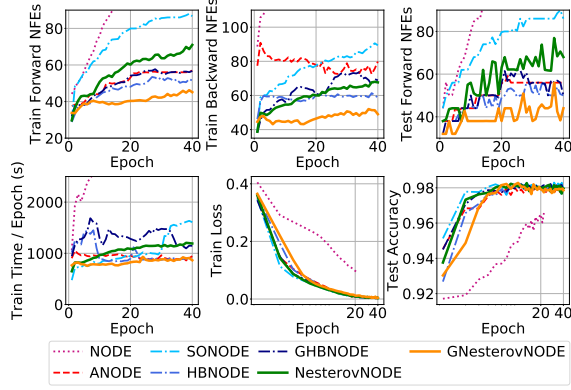 Train Forward NFEs
80
60
40
20
0
20
40
Epoch
Train Backward NFEs
100
80
60
40
0
20
40
Epoch
Test Forward NFEs
80
60
40
0
20
40
Epoch
Train Time / Epoch (s)
2000
1000
0
0
20
40
Epoch
Train Loss
0.4
0.2
0.0
20 40
Epoch
Test Accuracy
0.98
0.96
0.94
0.92
20 40
Epoch
NODE SONODE GHBNODE GNesterovNODE
ANODE HBNODE NesterovNODE